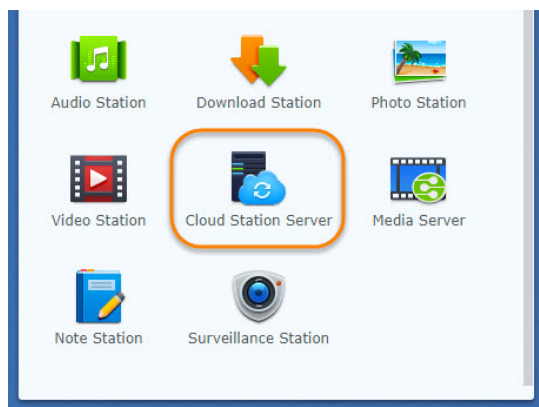 Audio Station
Download Station
Photo Station
Video Station
Cloud Station Server
Media Server
Note Station
Surveillance Station